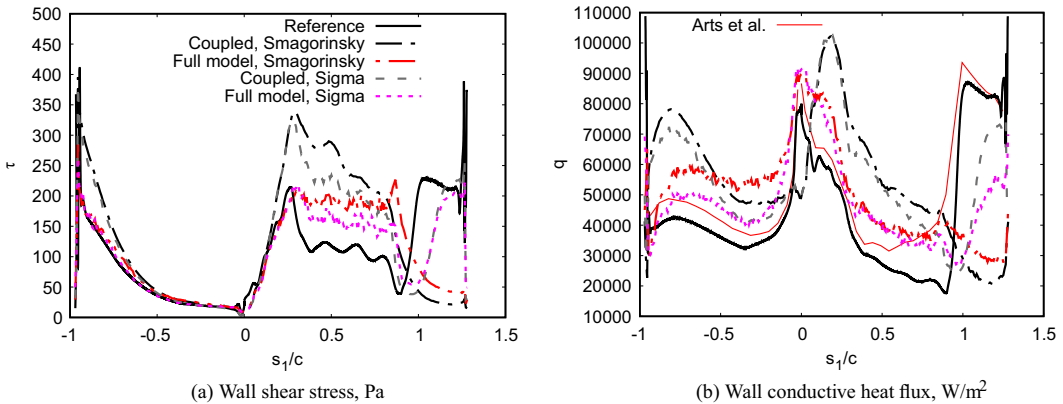 500
450
400
350
300
250
200
150
100
50
0
τ
-1
-0.5
0
0.5
1
1.5
s1/c
Reference
Coupled, Smagorinsky
Full model, Smagorinsky
Coupled, Sigma
Full model, Sigma
(a) Wall shear stress, Pa
110000
100000
90000
80000
70000
60000
50000
40000
30000
20000
10000
q
-1
-0.5
0
0.5
1
1.5
s1/c
Arts et al.
(b) Wall conductive heat flux, W/m²